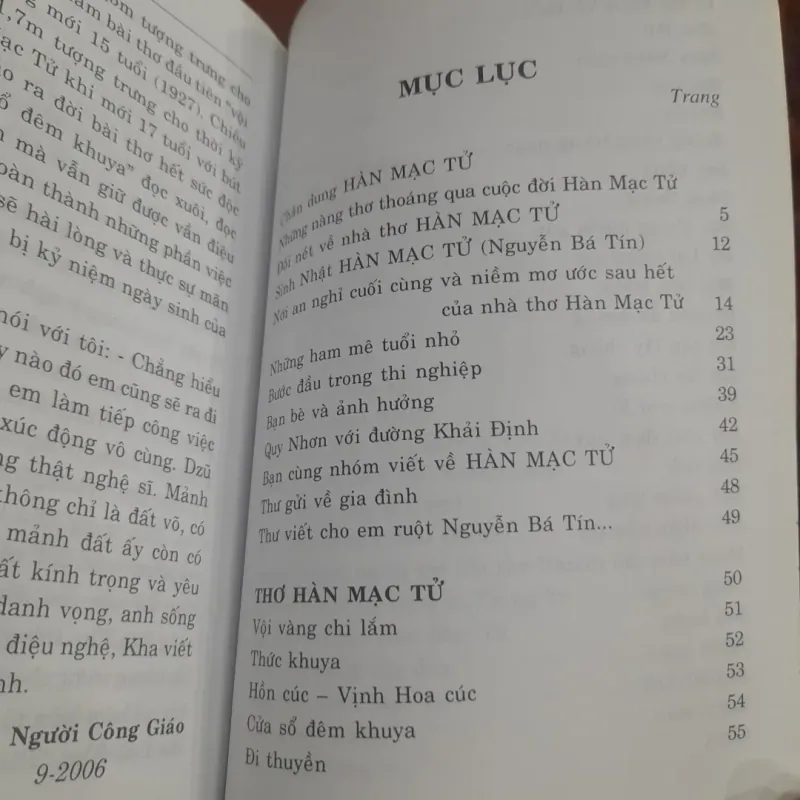 tượng trưng cho
làm bài thơ đầu tiên "vội
mới 15 tuổi (1927). Chiều
1,7m tượng trưng cho thời kỳ
Mạc Tử khi mới 17 tuổi với bút
ra đời bài thơ hết sức độc
đêm khuya" đọc xuôi, đọc
mà vẫn giữ được vần điệu
hoàn thành những phần việc
sẽ hài lòng và thực sự mãn
bị kỷ niệm ngày sinh của
nói với tôi: - Chẳng hiểu
nào đó em cũng sẽ ra đi
em làm tiếp công việc
xúc động vô cùng. Dzũ
thật nghệ sĩ. Mảnh
không chỉ là đất võ, có
mảnh đất ấy còn có
kính trọng và yêu
danh vọng, anh sống
điệu nghệ, Kha viết
Người Công Giáo
9-2006
MỤC LỤC
Trang
Chân dung HÀN MẠC TỬ
Những nàng thơ thoáng qua cuộc đời Hàn Mạc Tử
Đôi nét về nhà thơ HÀN MẠC TỬ 5
Sinh Nhật HÀN MẠC TỬ (Nguyễn Bá Tín) 12
Nơi an nghỉ cuối cùng và niềm mơ ước sau hết
của nhà thơ Hàn Mạc Tử 14
Những ham mê tuổi nhỏ 23
Bước đầu trong thi nghiệp 31
Bạn bè và ảnh hưởng 39
Quy Nhơn với đường Khải Định 42
Bạn cùng nhóm viết về HÀN MẠC TỬ 45
Thư gửi về gia đình 48
Thư viết cho em ruột Nguyễn Bá Tín... 49
THƠ HÀN MẠC TỬ 50
Vội vàng chi lắm 51
Thức khuya 52
Hồn cúc – Vịnh Hoa cúc 53
Cửa sổ đêm khuya 54
Đi thuyền 55